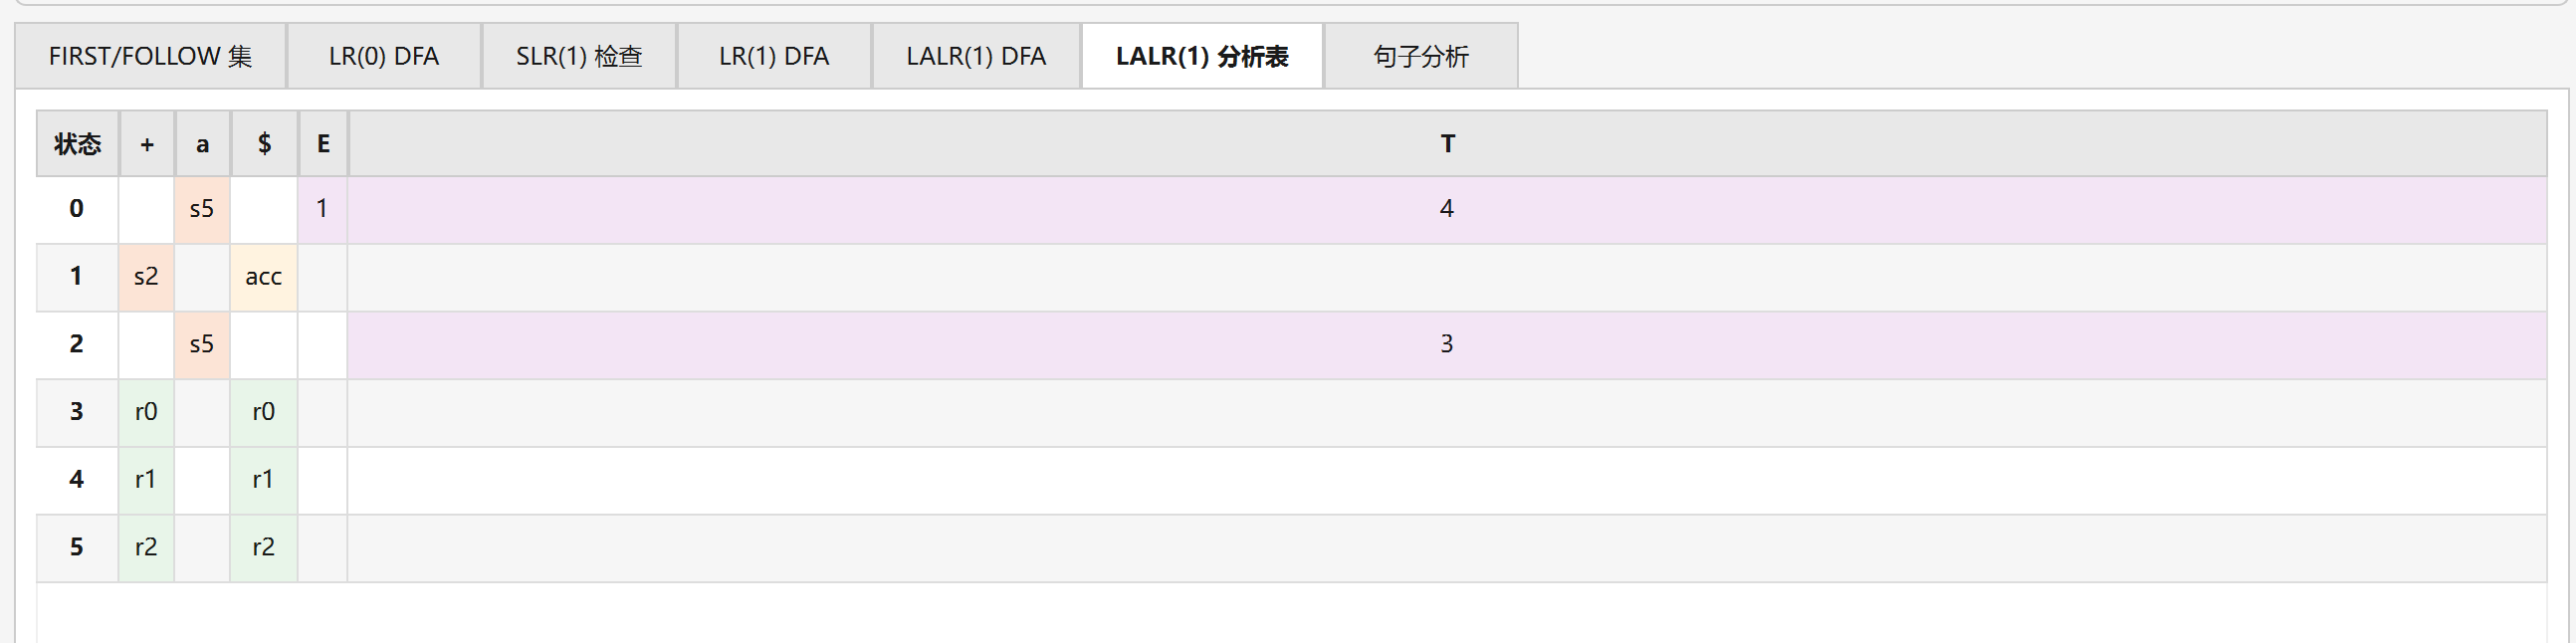 FIRST/FOLLOW 集 LR(0) DFA SLR(1) 检查 LR(1) DFA LALR(1) DFA LALR(1) 分析表 句子分析
状态 + a $ E T
0 s5 1 4
1 s2 acc
2 s5 3
3 r0 r0
4 r1 r1
5 r2 r2